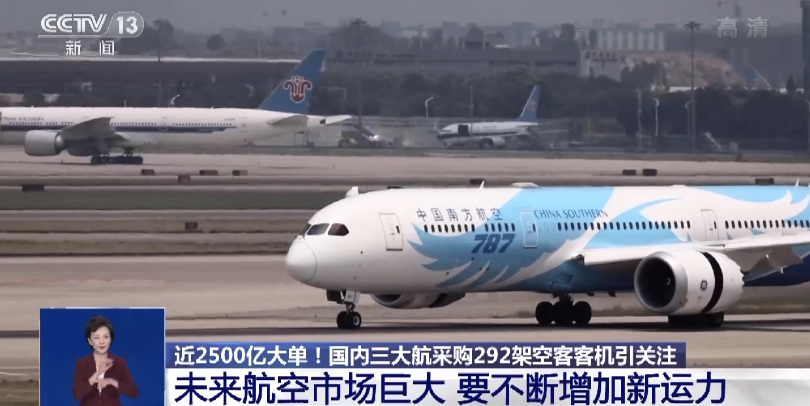 CCTV 13
新闻
高清
中国南方航空
CHINA SOUTHERN
787
近2500亿大单！国内三大航采购292架空客客机引关注
未来航空市场巨大 要不断增加新运力